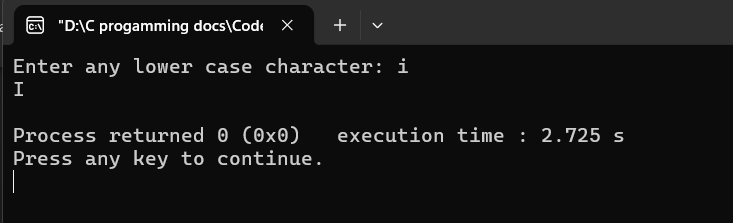 "D:\C progamming docs\Code
Enter any lower case character: i
I
Process returned 0 (0x0)   execution time : 2.725 s
Press any key to continue.